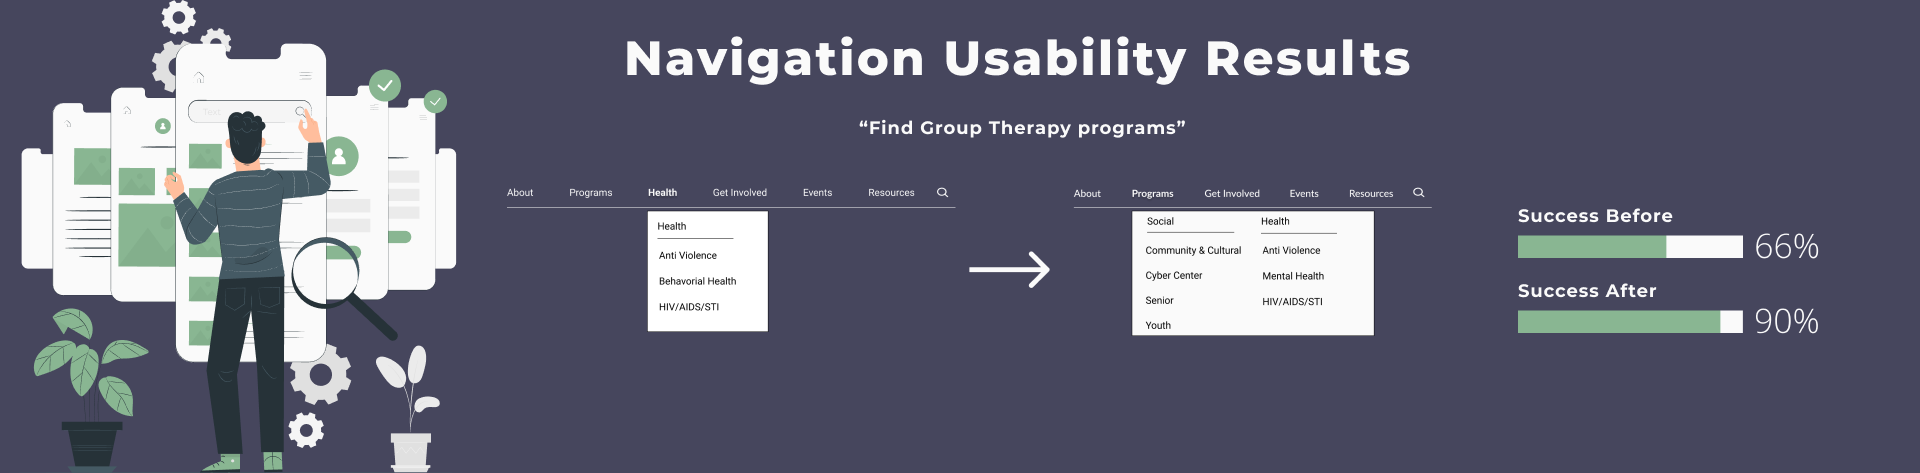 Navigation Usability Results
“Find Group Therapy programs”
About Programs Health Get Involved Events Resources
Health
Anti Violence
Behavorial Health
HIV/AIDS/STI
About Programs Get Involved Events Resources
Social Health
Community & Cultural Anti Violence
Cyber Center Mental Health
Senior HIV/AIDS/STI
Youth
Success Before
66%
Success After
90%